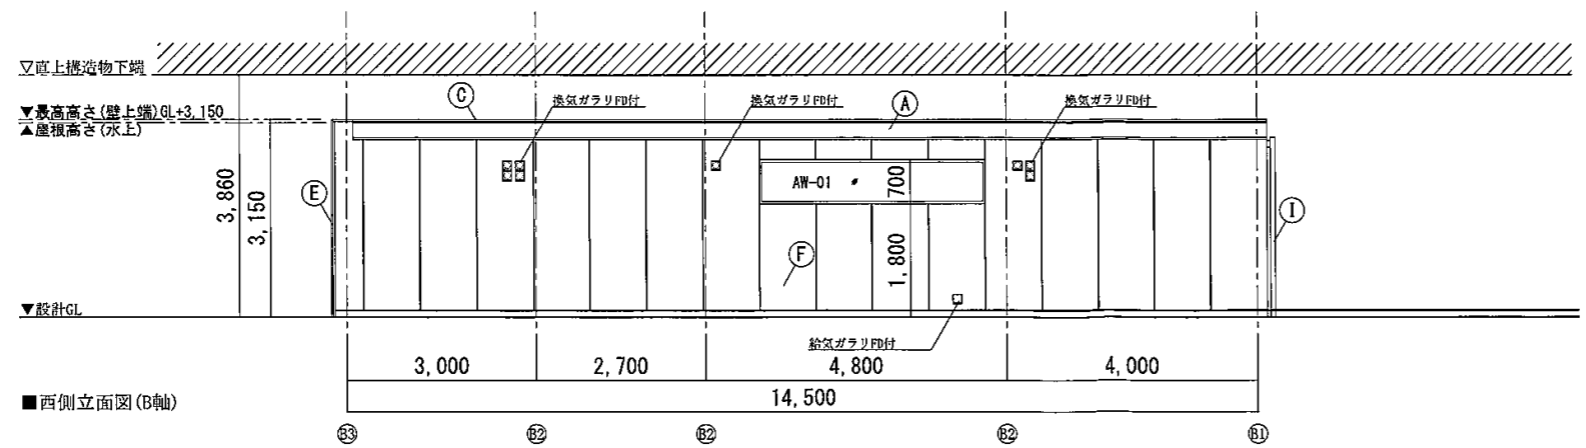 ▽直上構造物下端
▼最高高さ(壁上端)GL+3,150
▲屋根高さ(水上)
C
換気ガラリFD付
換気ガラリFD付
A
換気ガラリFD付
3,860
3,150
E
AW-01
700
I
F
1,800
▼設計GL
給気ガラリFD付
3,000
2,700
4,800
4,000
14,500
■西側立面図(B軸)
B3
B2
B2
B2
B1